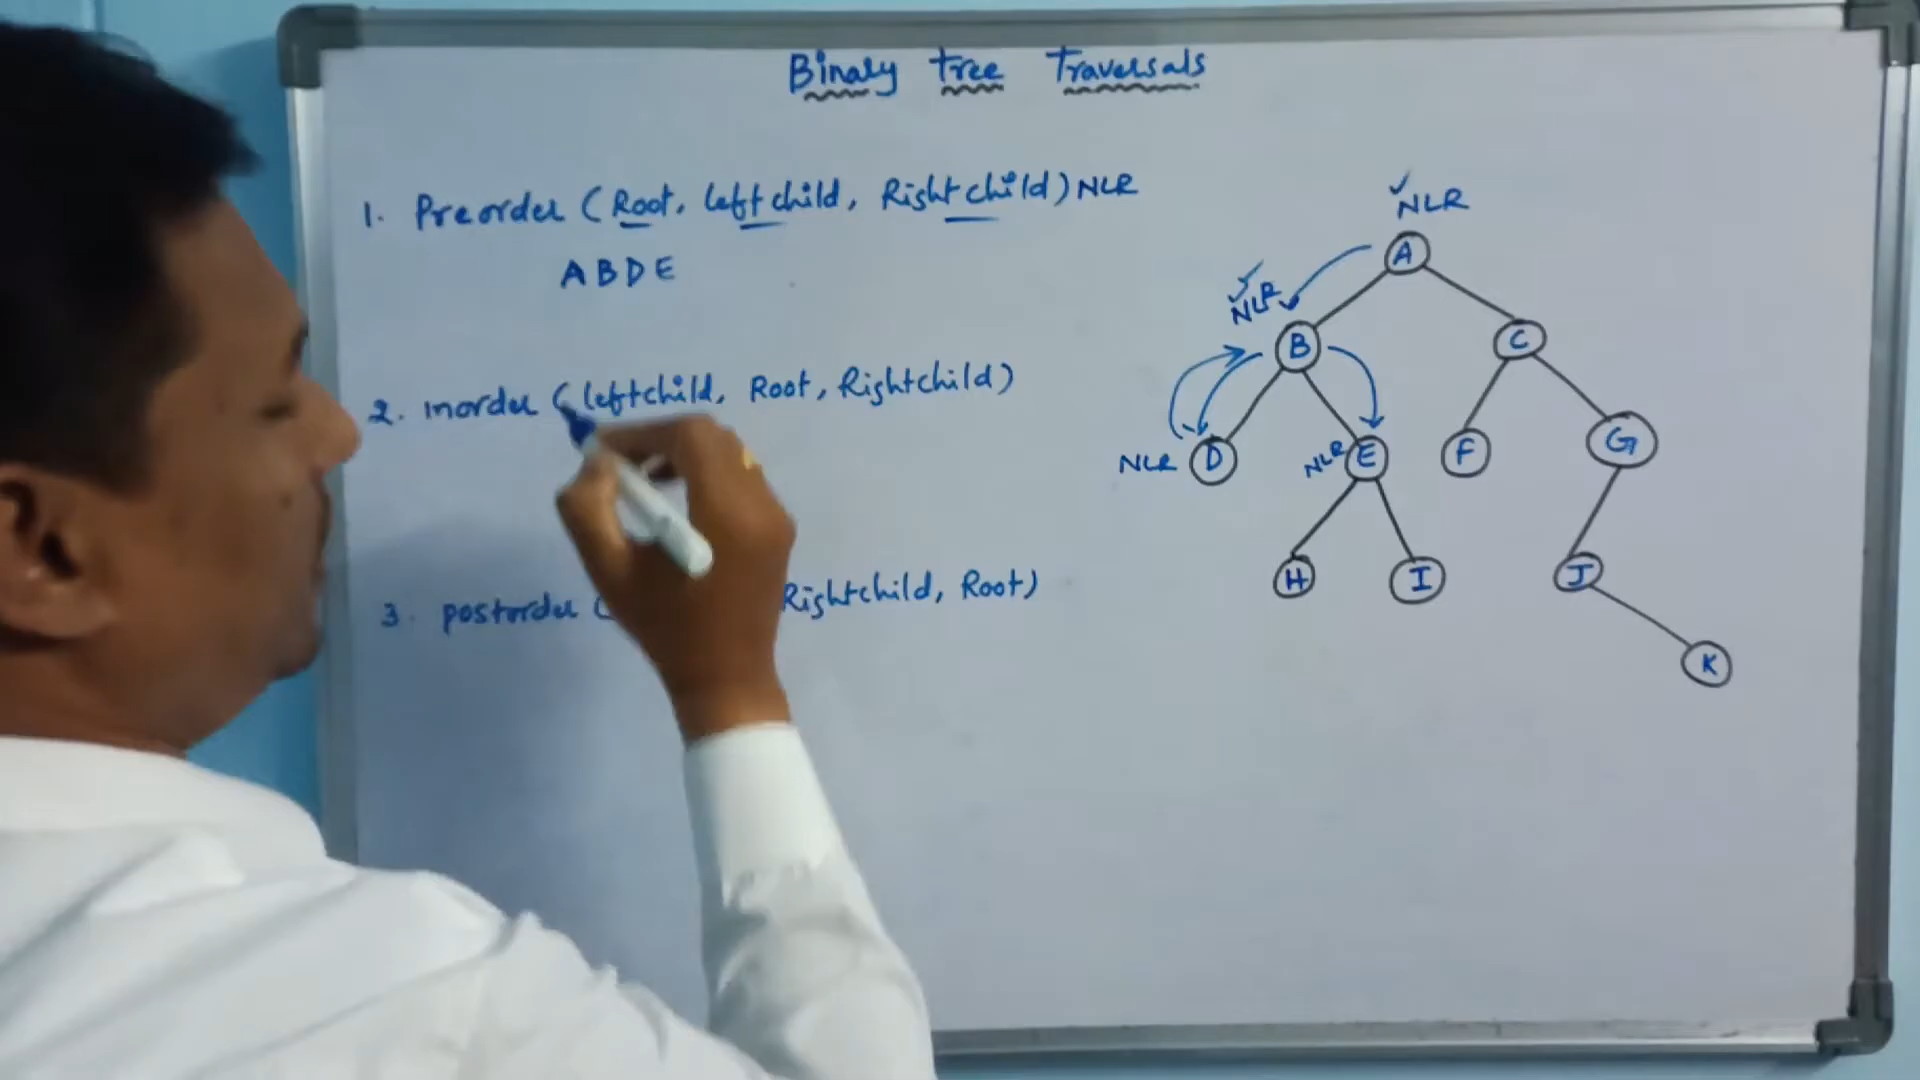 Binary Tree Traversals
1. Preorder (Root, Left child, Right child) NLR
A B D E
2. inorder (leftchild, Root, Rightchild)
3. postorder ( Rightchild, Root)
NLR
A
NLR
B
C
NLR
D
NLR
E
F
G
H
I
J
K